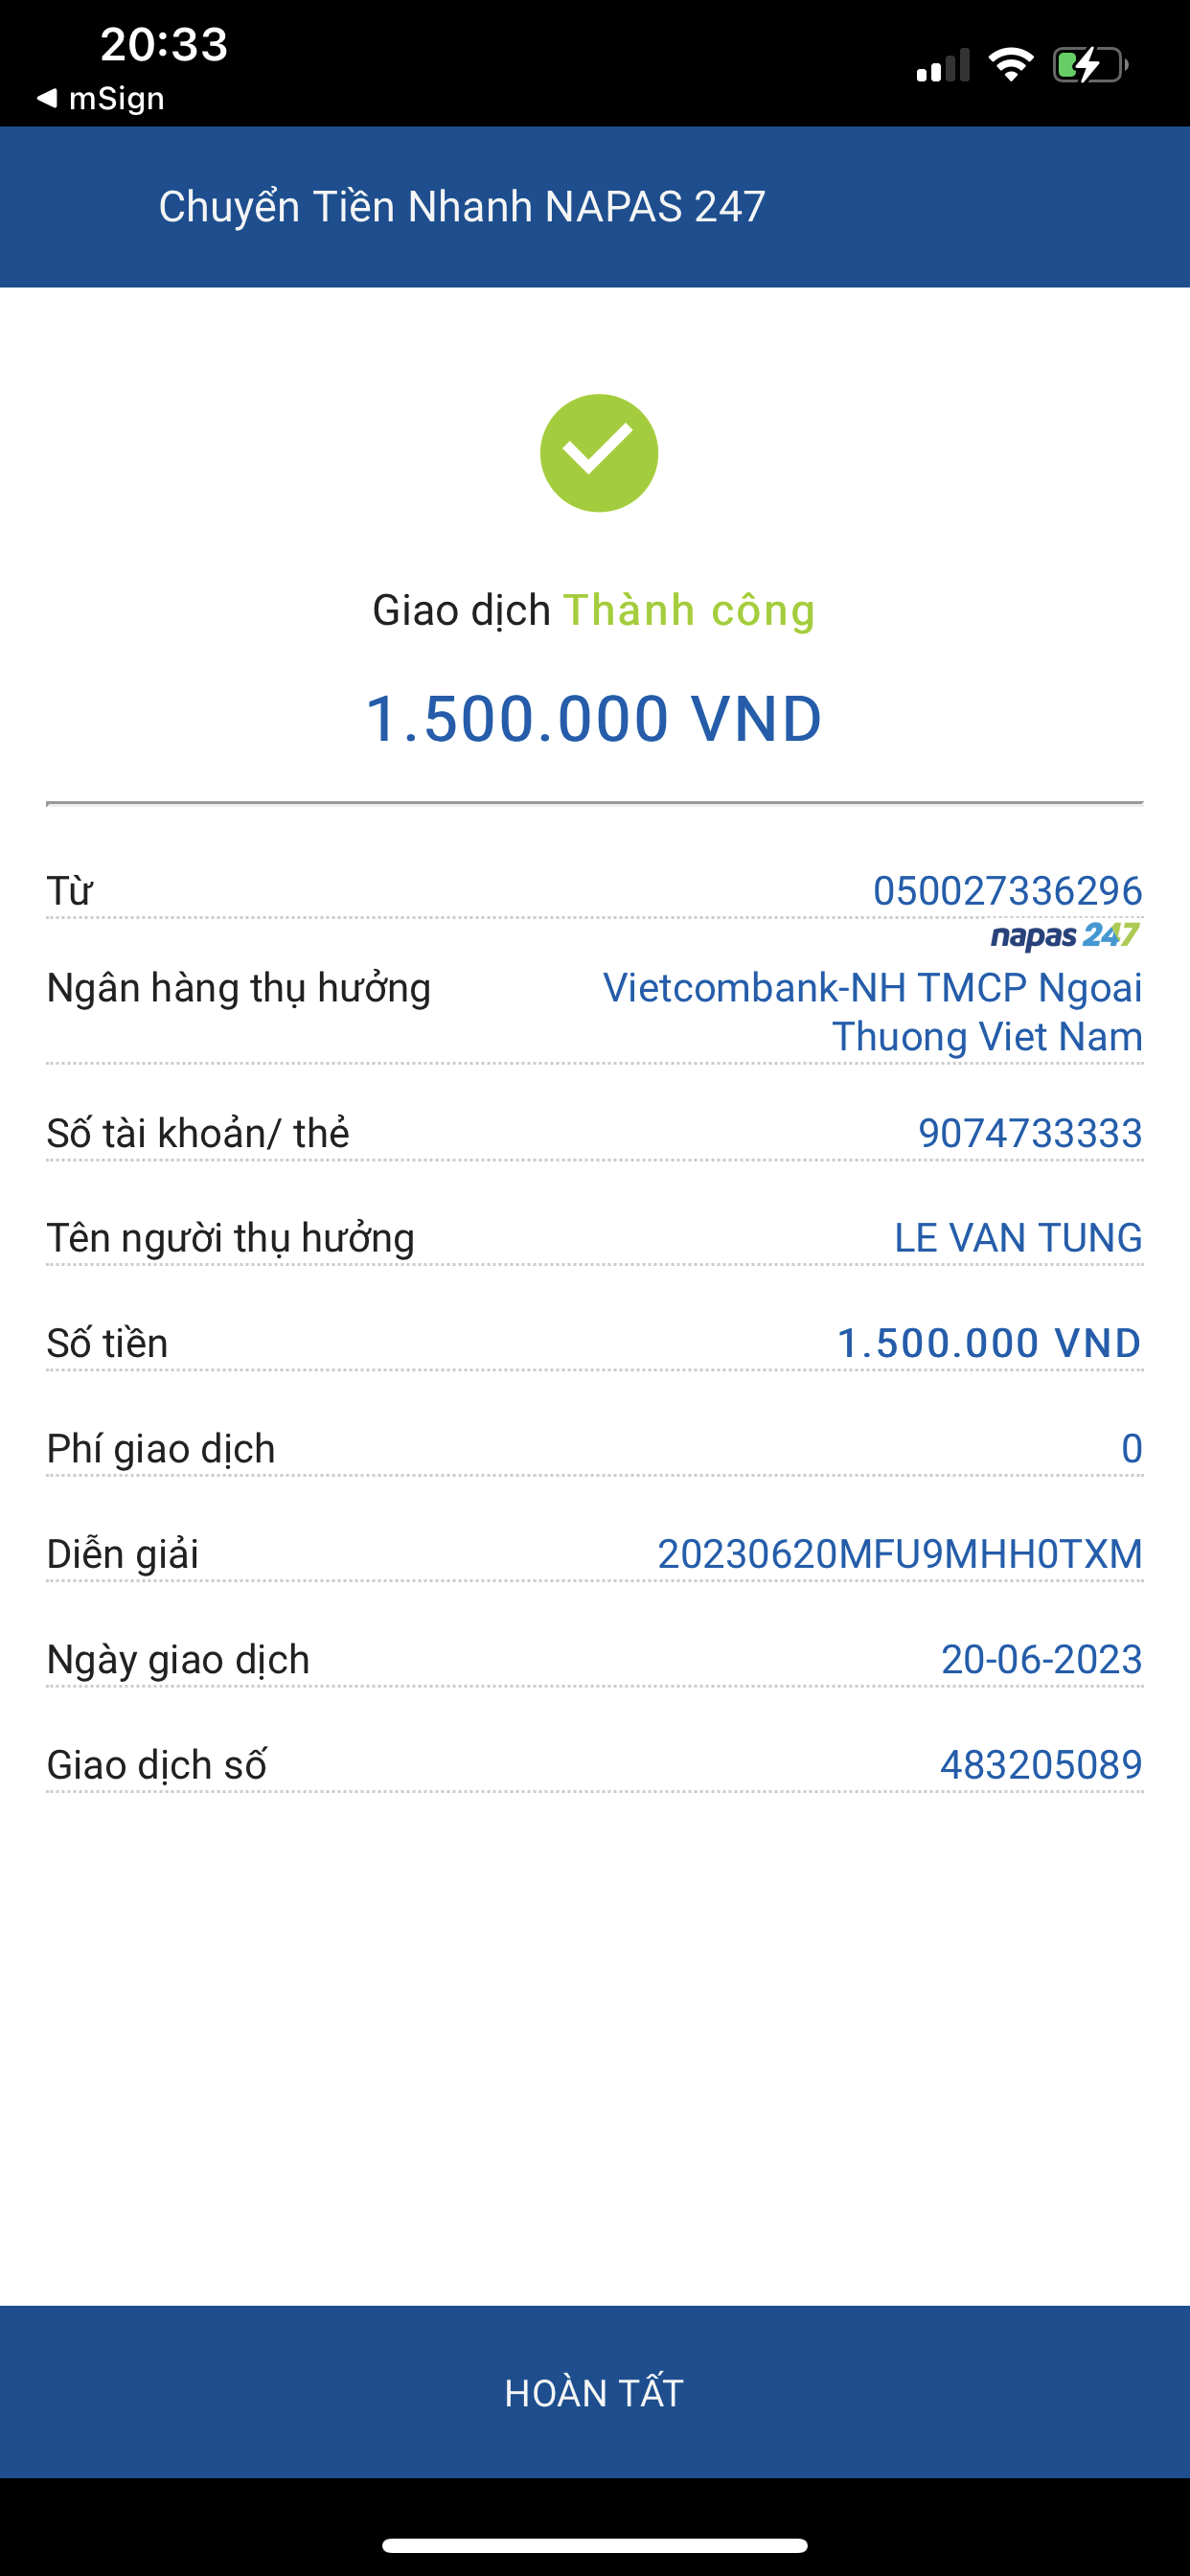 20:33
◀ mSign
Chuyển Tiền Nhanh NAPAS 247
Giao dịch Thành công
1.500.000 VND
Từ 050027336296
napas 247
Ngân hàng thụ hưởng Vietcombank-NH TMCP Ngoai
Thuong Viet Nam
Số tài khoản/ thẻ 9074733333
Tên người thụ hưởng LE VAN TUNG
Số tiền 1.500.000 VND
Phí giao dịch 0
Diễn giải 20230620MFU9MHH0TXM
Ngày giao dịch 20-06-2023
Giao dịch số 483205089
HOÀN TẤT